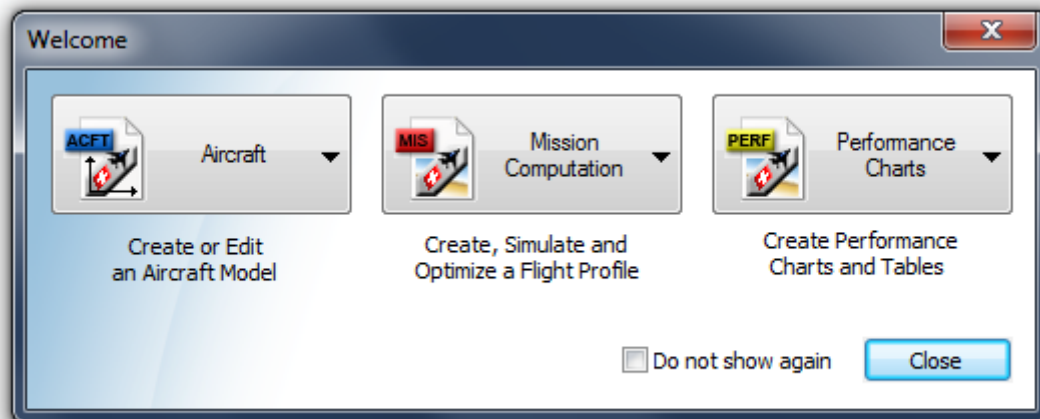 Welcome
ACFT
Aircraft
MIS
Mission
Computation
PERF
Performance
Charts
Create or Edit
an Aircraft Model
Create, Simulate and
Optimize a Flight Profile
Create Performance
Charts and Tables
Do not show again
Close